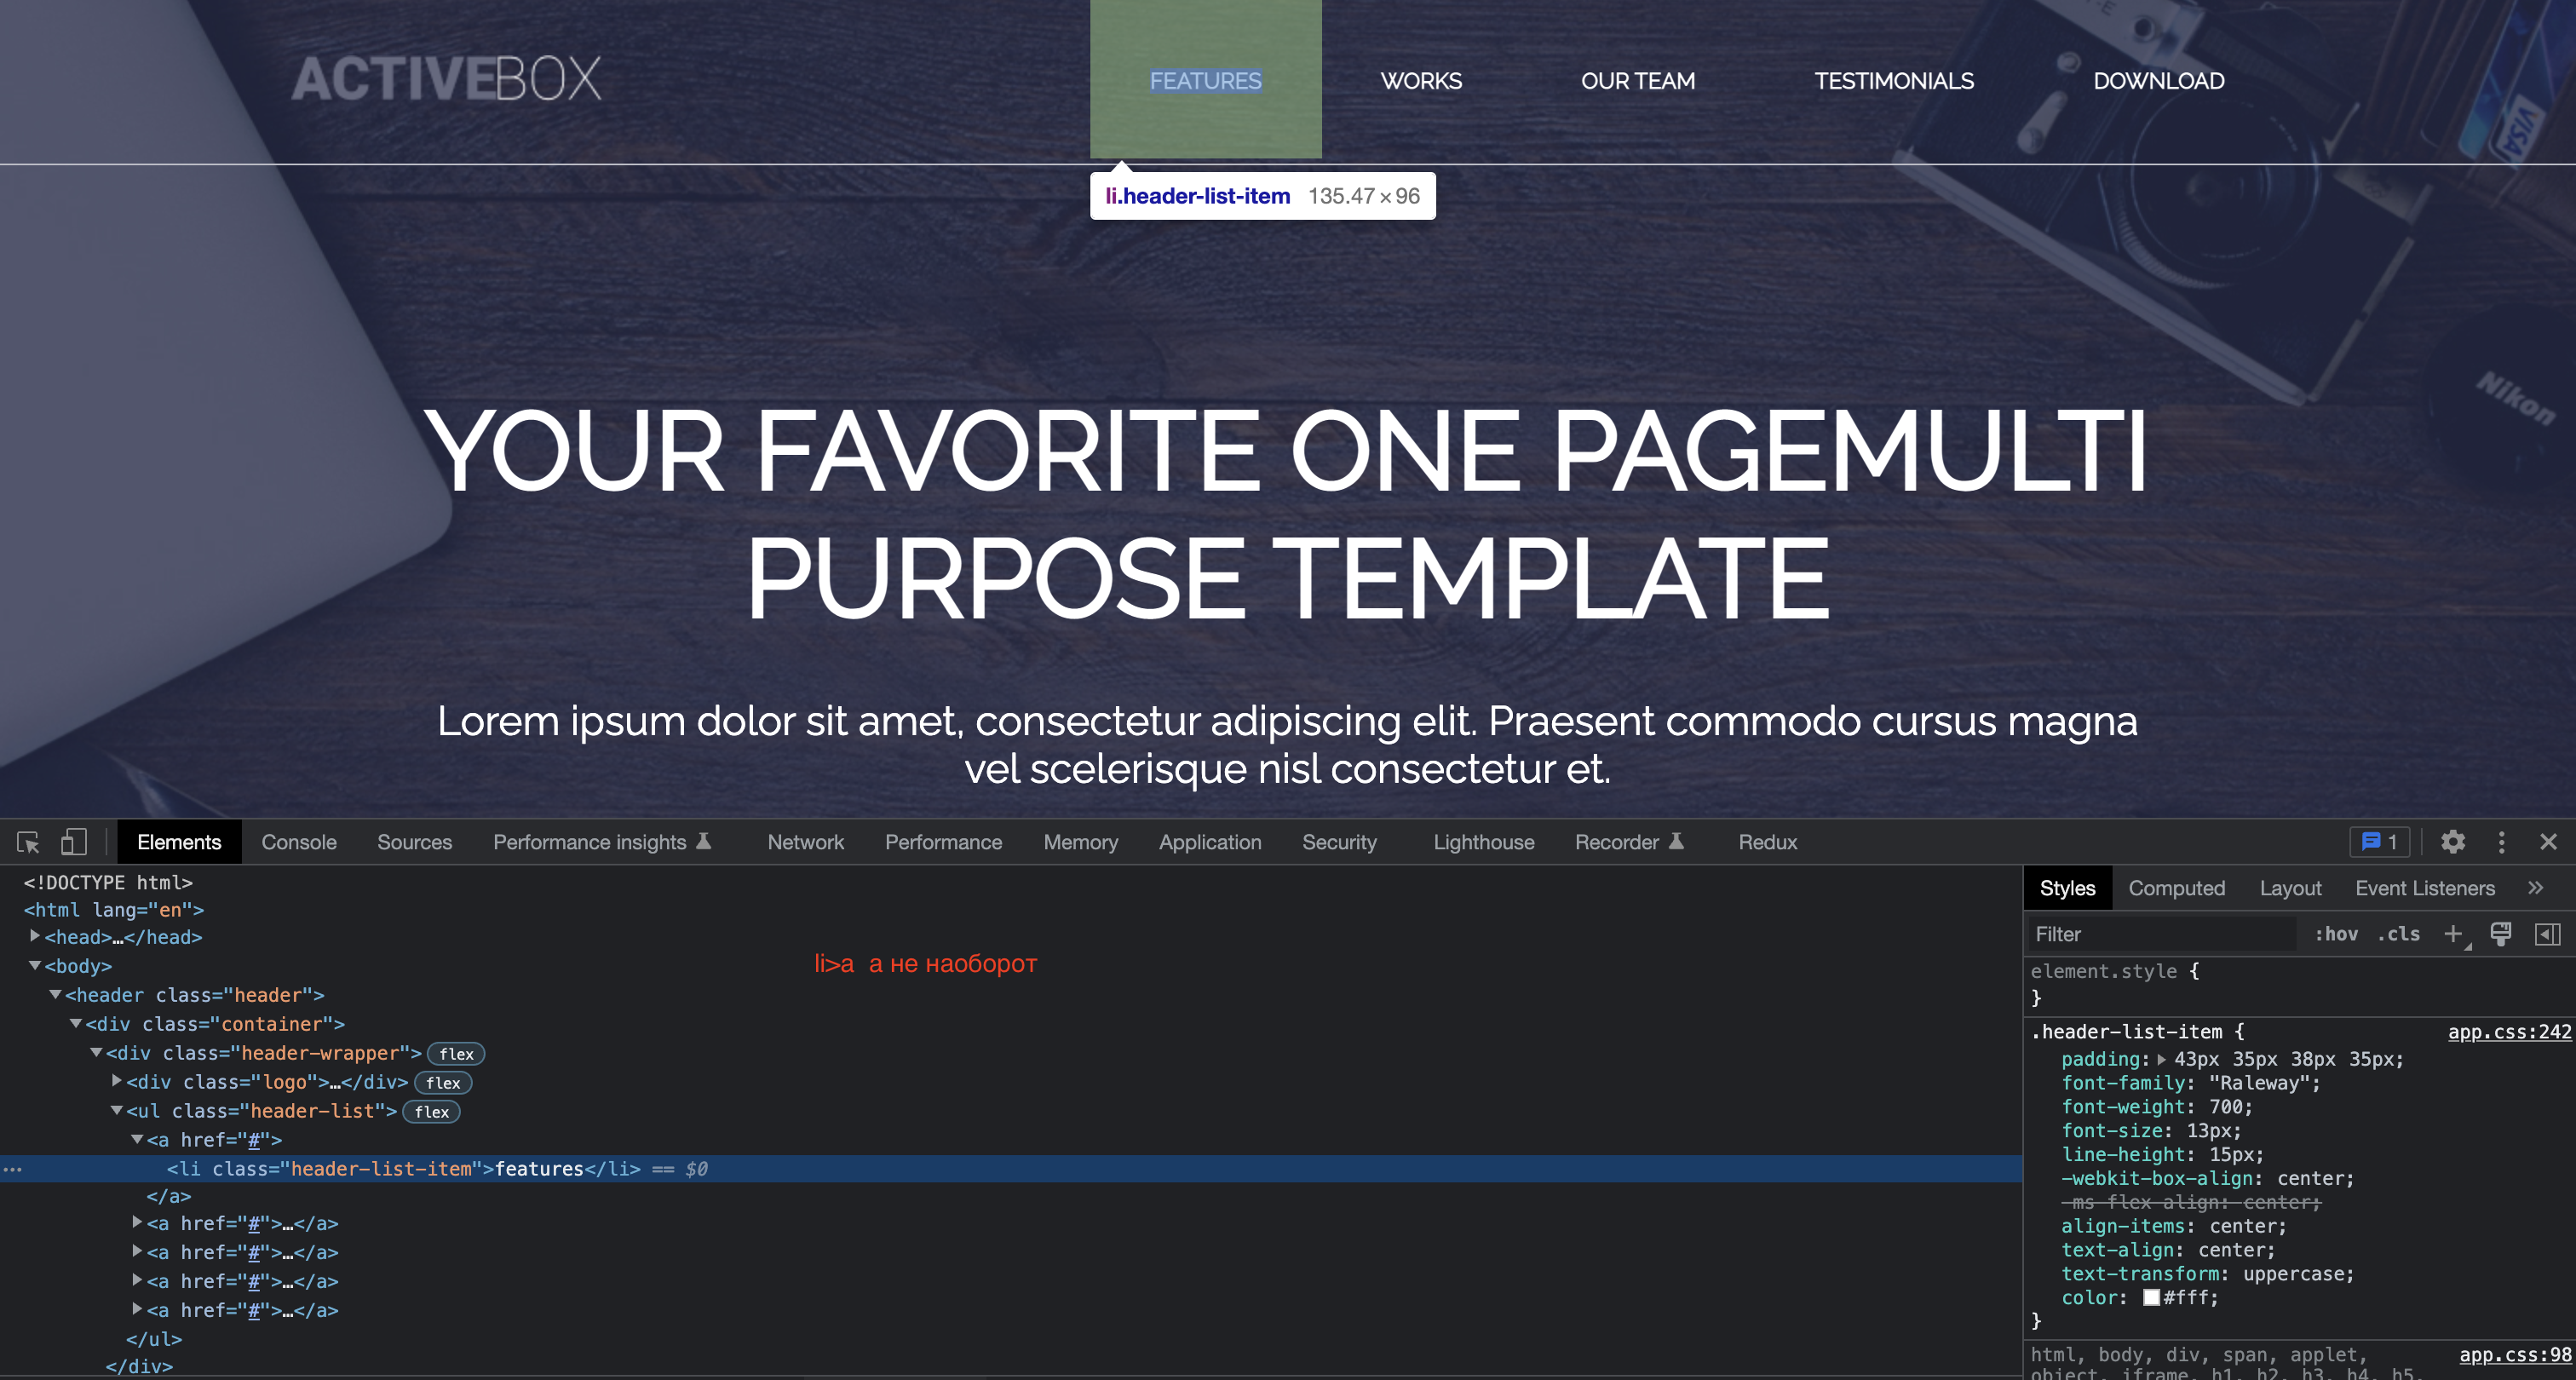 ACTIVEBOX
FEATURES
WORKS
OUR TEAM
TESTIMONIALS
DOWNLOAD
VISA
li.header-list-item 135.47 × 96
Nikon
YOUR FAVORITE ONE PAGEMULTI
PURPOSE TEMPLATE
Lorem ipsum dolor sit amet, consectetur adipiscing elit. Praesent commodo cursus magna
vel scelerisque nisl consectetur et.
Elements Console Sources Performance insights Network Performance Memory Application Security Lighthouse Recorder Redux 1
<!DOCTYPE html>
<html lang="en">
<head>…</head>
<body>
<header class="header">
<div class="container">
<div class="header-wrapper"> flex
<div class="logo">…</div> flex
<ul class="header-list"> flex
<a href="#">
<li class="header-list-item">features</li> == $0
</a>
<a href="#">…</a>
<a href="#">…</a>
<a href="#">…</a>
<a href="#">…</a>
</ul>
</div>
li>a а не наоборот
Styles Computed Layout Event Listeners »
Filter :hov .cls +
element.style {
}
.header-list-item { app.css:242
padding: 43px 35px 38px 35px;
font-family: "Raleway";
font-weight: 700;
font-size: 13px;
line-height: 15px;
-webkit-box-align: center;
-ms-flex-align: center;
align-items: center;
text-align: center;
text-transform: uppercase;
color: #fff;
}
html, body, div, span, applet, app.css:98
object, iframe, h1, h2, h3, h4, h5,